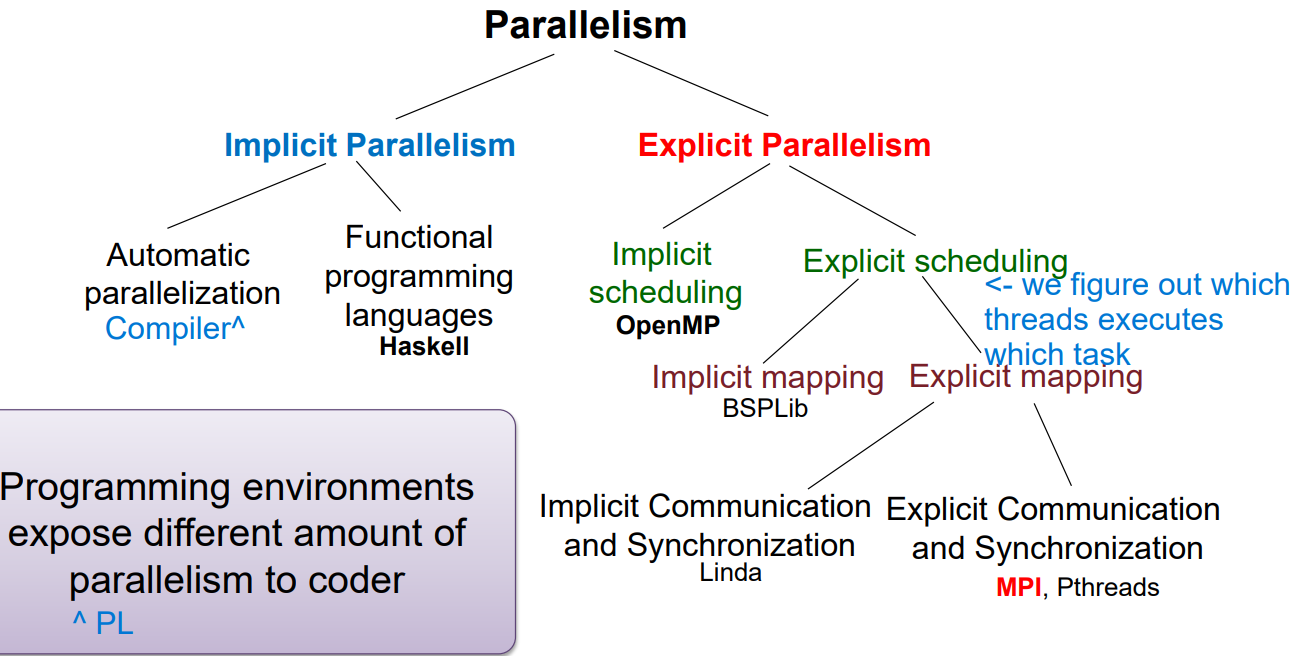 Parallelism
Implicit Parallelism
Explicit Parallelism
Automatic
parallelization
Compiler^
Functional
programming
languages
Haskell
Implicit
scheduling
OpenMP
Explicit scheduling
<- we figure out which
threads executes
which task
Implicit mapping
BSPLib
Explicit mapping
Programming environments
expose different amount of
parallelism to coder
^ PL
Implicit Communication
and Synchronization
Linda
Explicit Communication
and Synchronization
MPI, Pthreads